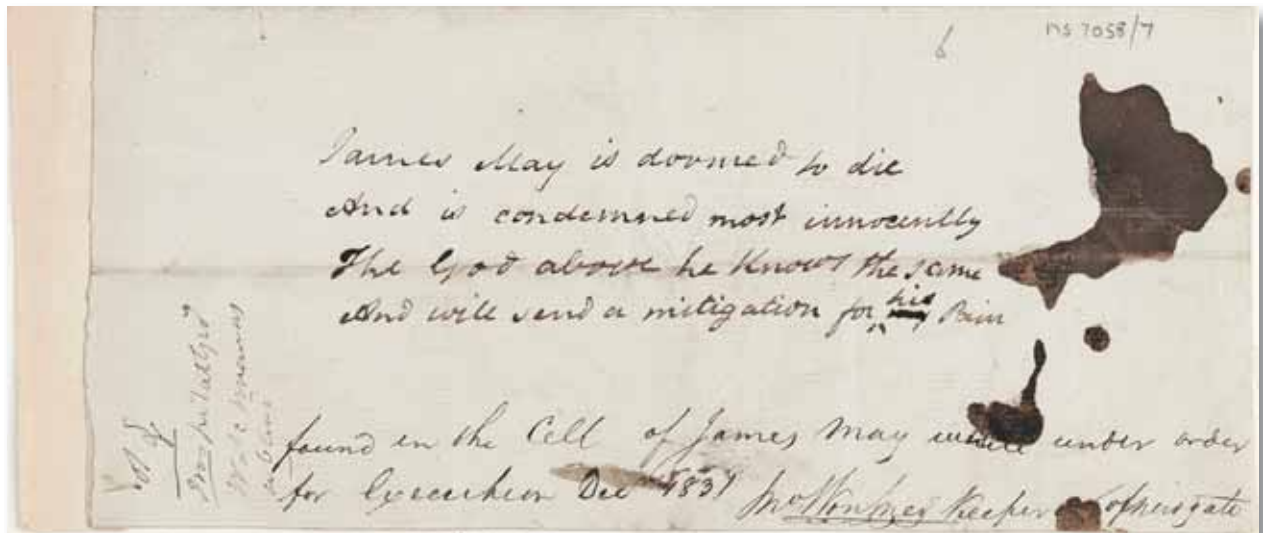 6
MS 7058/7
James May is doomed to die
And is condemned most innocently
The God above he Knows the same
And will send a mitigation for his Pain
found in the Cell of James May under order
for Execution Dec 1831
Keeper of Newgate